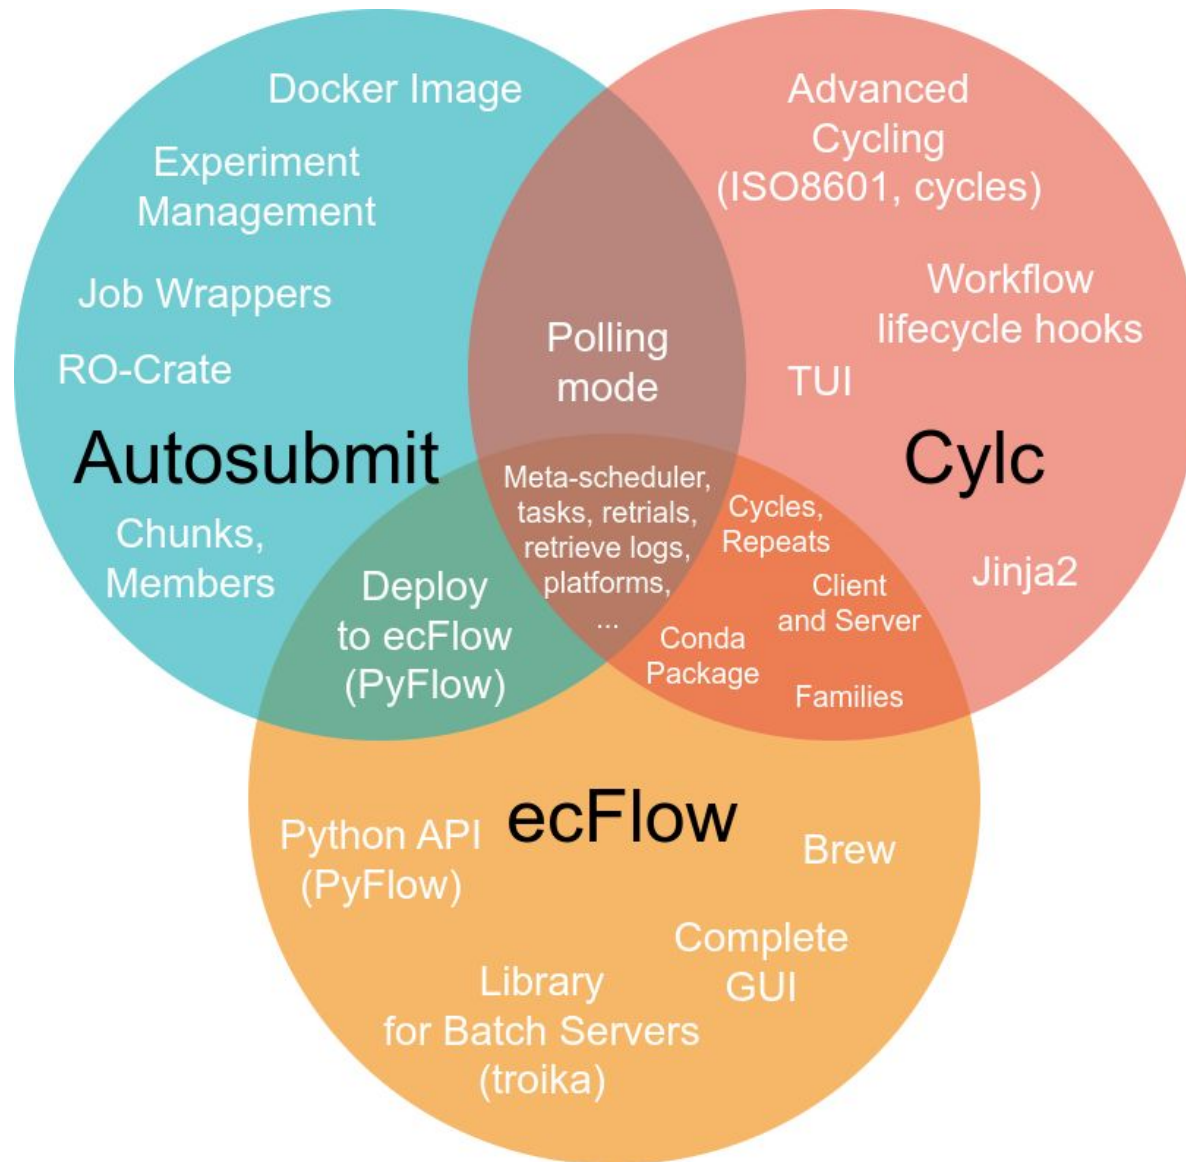 Docker Image
Experiment
Management
Job Wrappers
RO-Crate
Autosubmit
Chunks,
Members
Advanced
Cycling
(ISO8601, cycles)
Workflow
lifecycle hooks
TUI
Cylc
Jinja2
Polling
mode
Meta-scheduler,
tasks, retrials,
retrieve logs,
platforms,
...
Deploy
to ecFlow
(PyFlow)
Cycles,
Repeats
Client
and Server
Conda
Package
Families
ecFlow
Python API
(PyFlow)
Brew
Complete
GUI
Library
for Batch Servers
(troika)